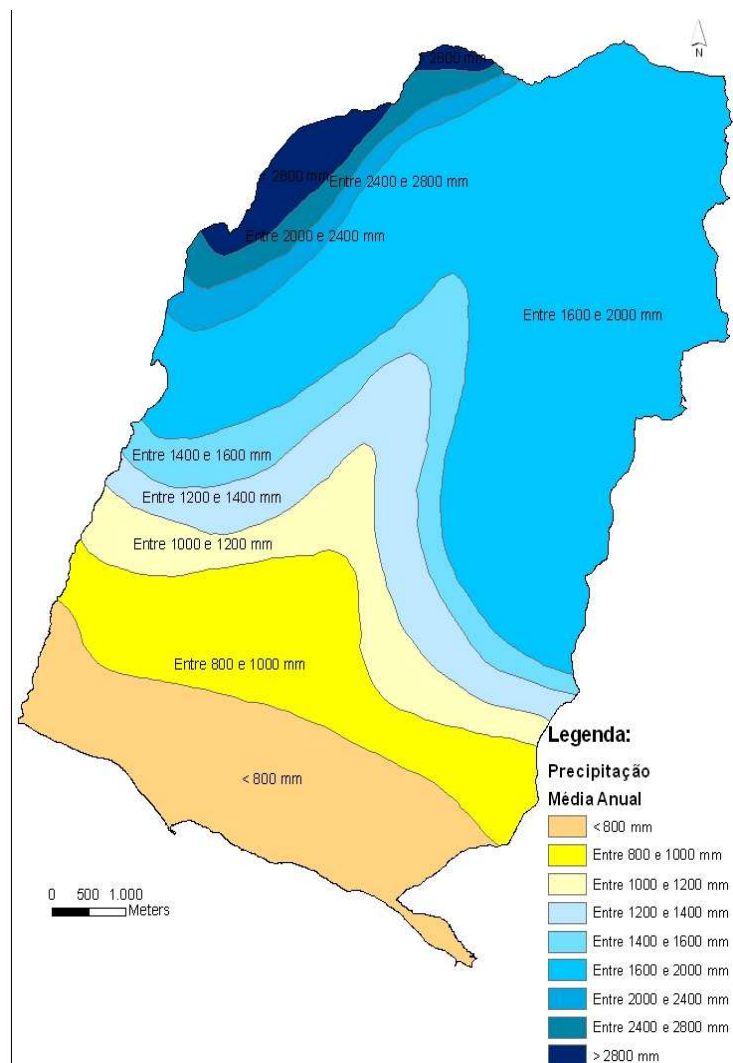 N
> 2800 mm
2800 mm
Entre 2400 e 2800 mm
Entre 2000 e 2400 mm
Entre 1600 e 2000 mm
Entre 1400 e 1600 mm
Entre 1200 e 1400 mm
Entre 1000 e 1200 mm
Entre 800 e 1000 mm
< 800 mm
0 500 1.000
Meters
Legenda:
Precipitação
Média Anual
< 800 mm
Entre 800 e 1000 mm
Entre 1000 e 1200 mm
Entre 1200 e 1400 mm
Entre 1400 e 1600 mm
Entre 1600 e 2000 mm
Entre 2000 e 2400 mm
Entre 2400 e 2800 mm
> 2800 mm